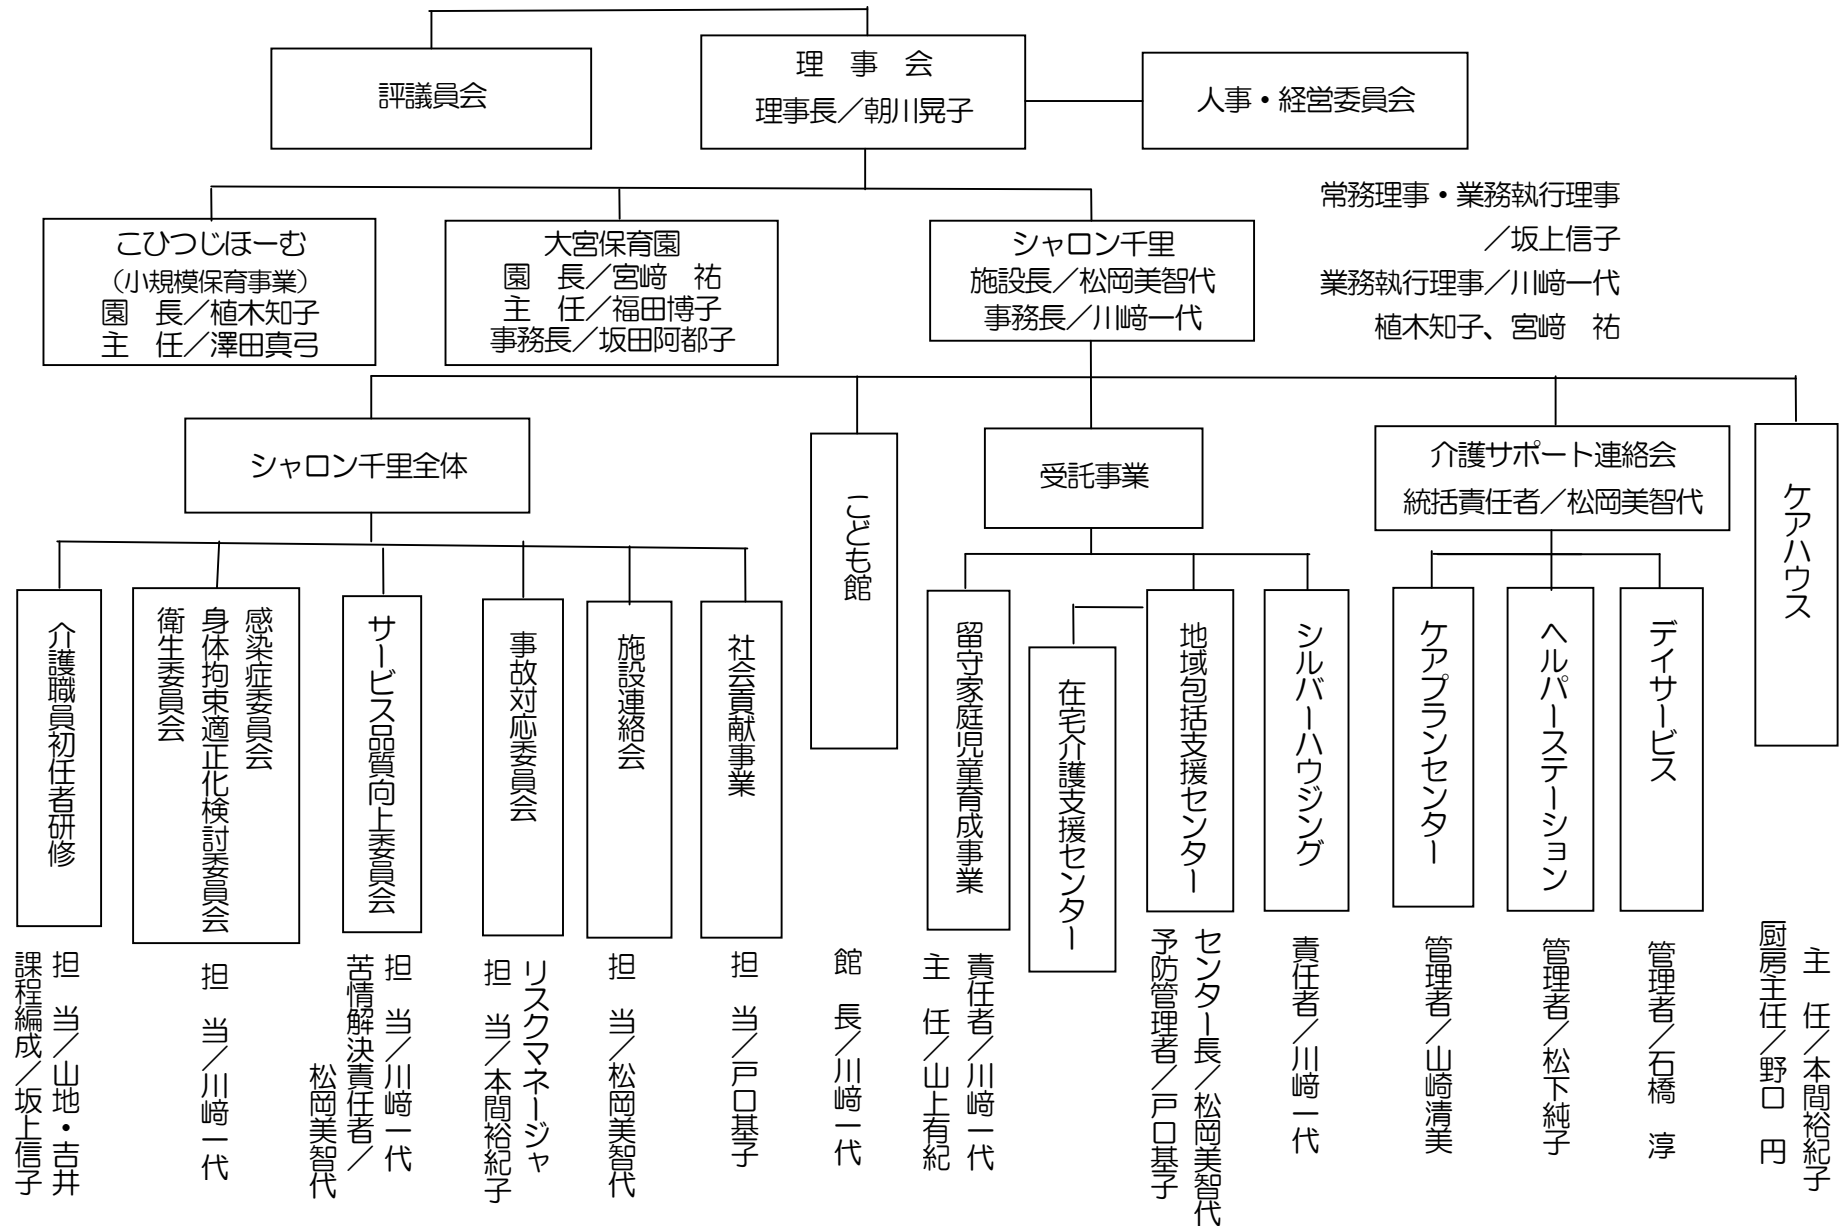 評議員会
理　事　会
理事長／朝川晃子
人事・経営委員会
常務理事・業務執行理事
／坂上信子
業務執行理事／川﨑一代
植木知子、宮﨑　祐
こひつじほーむ
（小規模保育事業）
園　長／植木知子
主　任／澤田真弓
大宮保育園
園　長／宮﨑　祐
主　任／福田博子
事務長／坂田阿都子
シャロン千里
施設長／松岡美智代
事務長／川﨑一代
シャロン千里全体
こども館
受託事業
介護サポート連絡会
統括責任者／松岡美智代
ケアハウス
介護職員初任者研修
感染症委員会
身体拘束適正化検討委員会
衛生委員会
サービス品質向上委員会
事故対応委員会
施設連絡会
社会貢献事業
留守家庭児童育成事業
在宅介護支援センター
地域包括支援センター
シルバーハウジング
ケアプランセンター
ヘルパーステーション
デイサービス
担　当／山地・吉井
課程編成／坂上信子
担　当／川﨑一代
担　当／川﨑一代
苦情解決責任者／
松岡美智代
リスクマネージャ
担　当／本間裕紀子
担　当／松岡美智代
担　当／戸口基子
館　長／川﨑一代
責任者／川﨑一代
主　任／山上有紀
センター長／松岡美智代
予防管理者／戸口基子
責任者／川﨑一代
管理者／山崎清美
管理者／松下純子
管理者／石橋　淳
主　任／本間裕紀子
厨房主任／野口　円